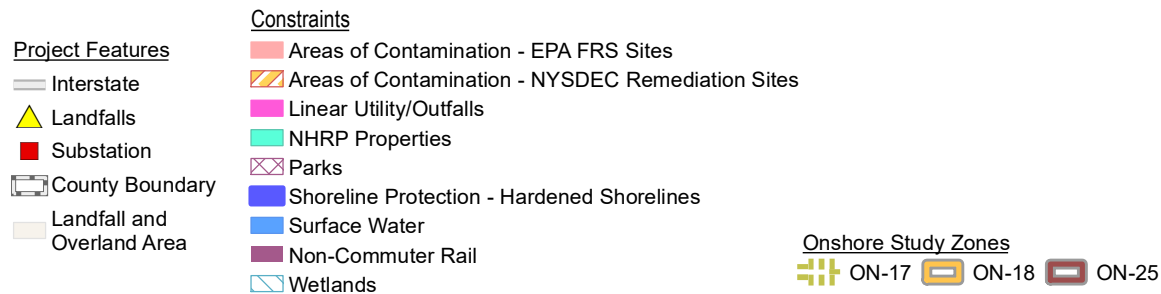 Project Features
Interstate
Landfalls
Substation
County Boundary
Landfall and
Overland Area
Constraints
Areas of Contamination - EPA FRS Sites
Areas of Contamination - NYSDEC Remediation Sites
Linear Utility/Outfalls
NHRP Properties
Parks
Shoreline Protection - Hardened Shorelines
Surface Water
Non-Commuter Rail
Wetlands
Onshore Study Zones
ON-17 ON-18 ON-25